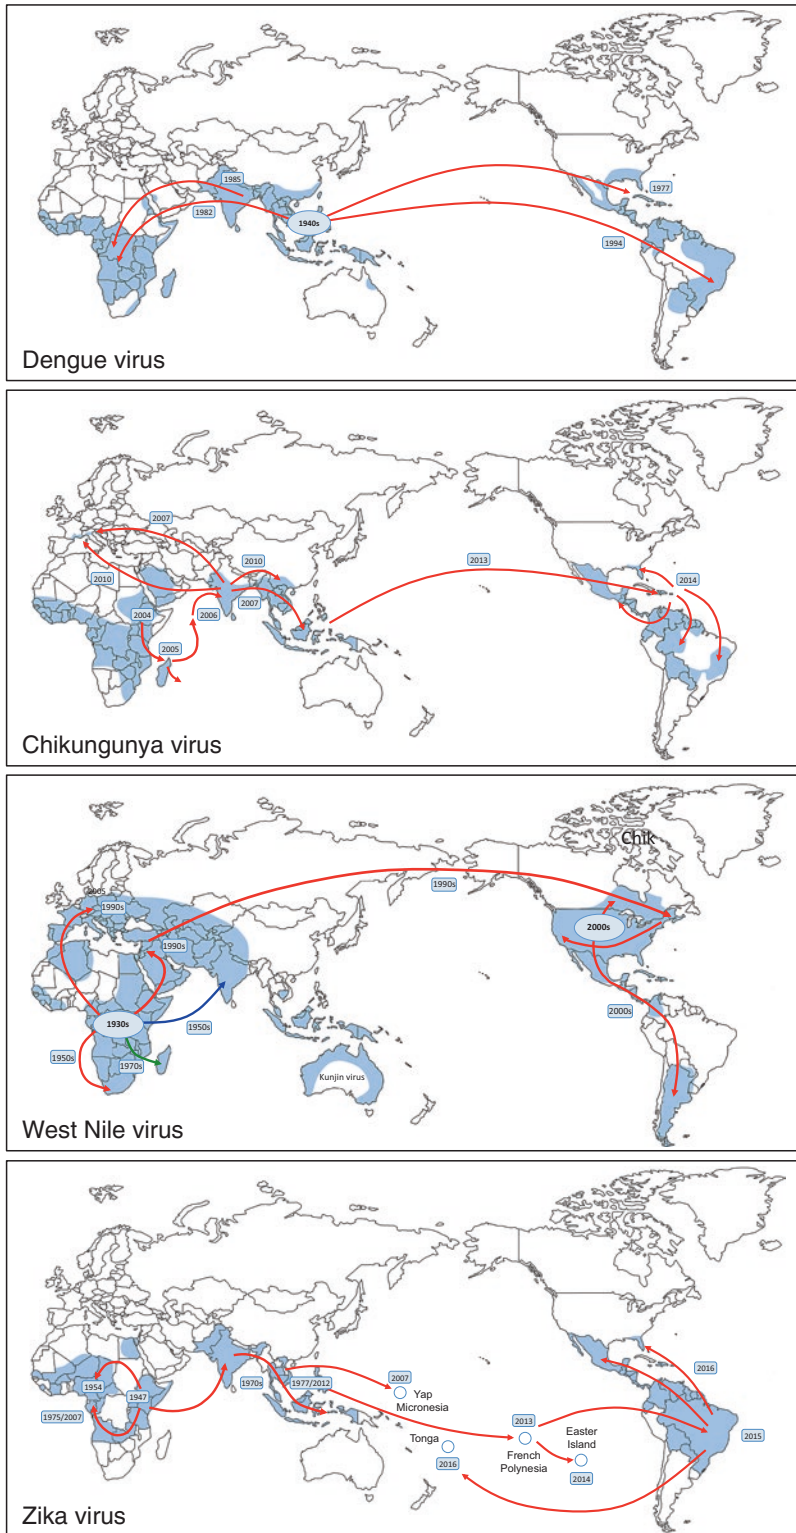 1985
1982
1940s
1977
1994
Dengue virus
2007
2010
2010
2004
2006
2007
2005
2013
2014
Chikungunya virus
Chik
1990s
2005
1990s
1990s
2000s
1930s
1950s
2000s
1950s
1970s
Kunjin virus
West Nile virus
1954
1947
1970s
1977/2012
2007
Yap
Micronesia
2016
1975/2007
2013
Easter
Island
Tonga
French
Polynesia
2015
2016
2014
Zika virus